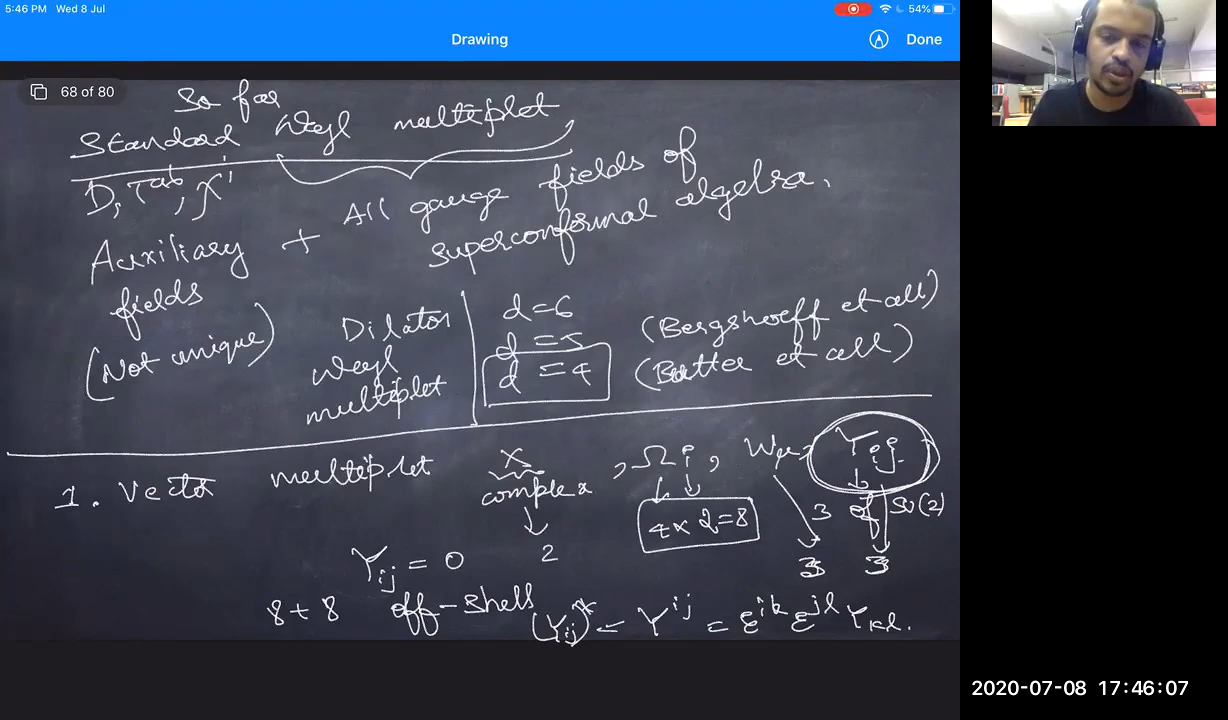 5:46 PM Wed 8 Jul
54%
Drawing
Done
68 of 80
So far
Standard Weyl multiplet
D, T^ab, χ^i
Auxiliary + All gauge fields of
fields superconformal algebra.
(Not unique)
Dilaton
Weyl
multiplet
d=6
d=5 (Bergshoeff et all)
d=4 (Butter et all)
1. Vector multiplet X, Ω_i, W_μ, Y_ij
complex
4×2=8
3 of SU(2)
2
3 3
Y_ij = 0
8+8 off-shell
(Y_ij)* = Y^ij = ε^ik ε^jl Y_kl.
2020-07-08 17:46:07